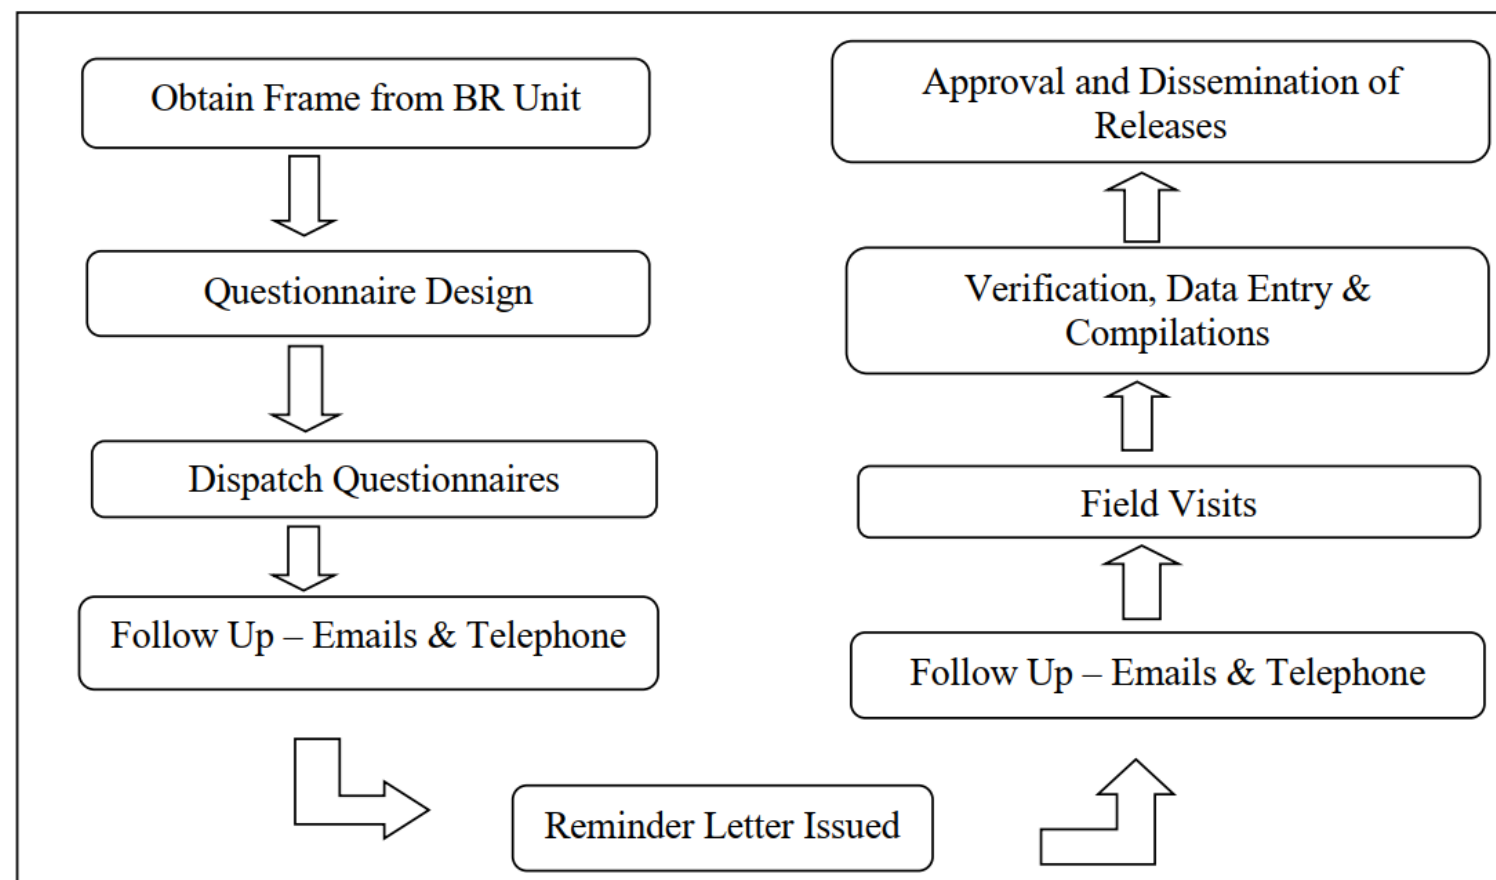 Obtain Frame from BR Unit
Questionnaire Design
Dispatch Questionnaires
Follow Up – Emails & Telephone
Reminder Letter Issued
Follow Up – Emails & Telephone
Field Visits
Verification, Data Entry &
Compilations
Approval and Dissemination of
Releases